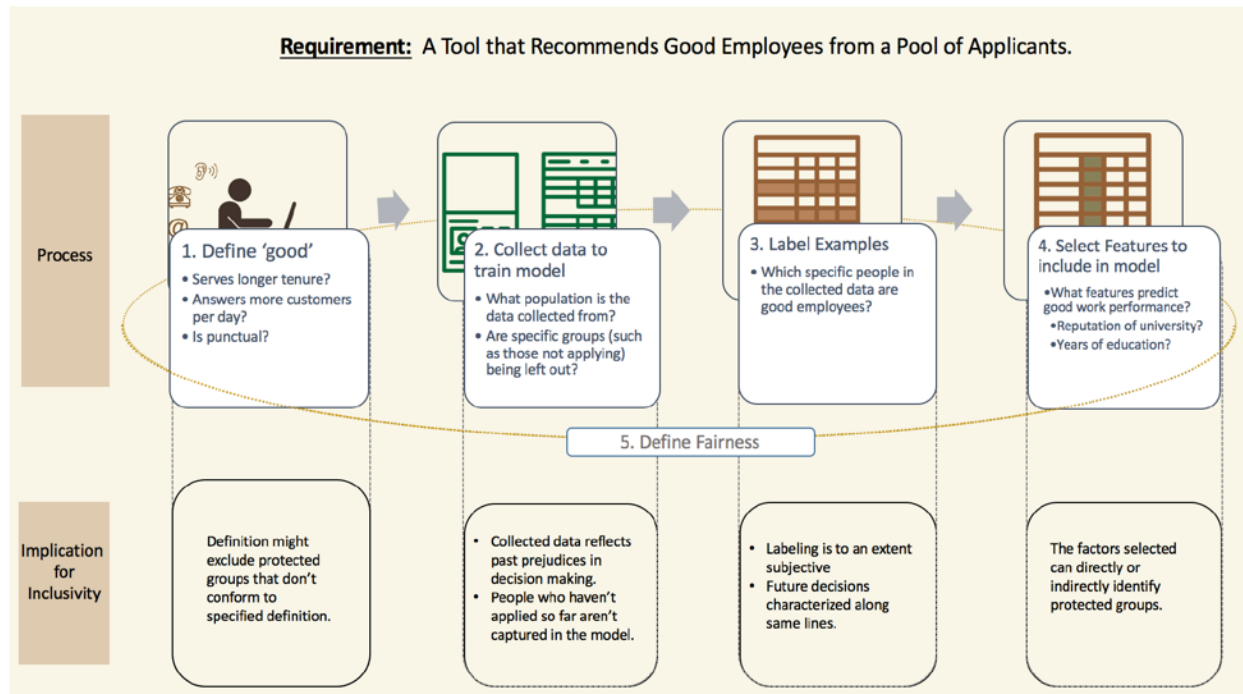 Requirement: A Tool that Recommends Good Employees from a Pool of Applicants.
Process
@
1. Define ‘good’
• Serves longer tenure?
• Answers more customers
per day?
• Is punctual?
2. Collect data to
train model
• What population is the
data collected from?
• Are specific groups (such
as those not applying)
being left out?
3. Label Examples
• Which specific people in
the collected data are
good employees?
4. Select Features to
include in model
• What features predict
good work performance?
• Reputation of university?
• Years of education?
5. Define Fairness
Implication
for
Inclusivity
Definition might
exclude protected
groups that don’t
conform to
specified definition.
• Collected data reflects
past prejudices in
decision making.
• People who haven’t
applied so far aren’t
captured in the model.
• Labeling is to an extent
subjective
• Future decisions
characterized along
same lines.
The factors selected
can directly or
indirectly identify
protected groups.